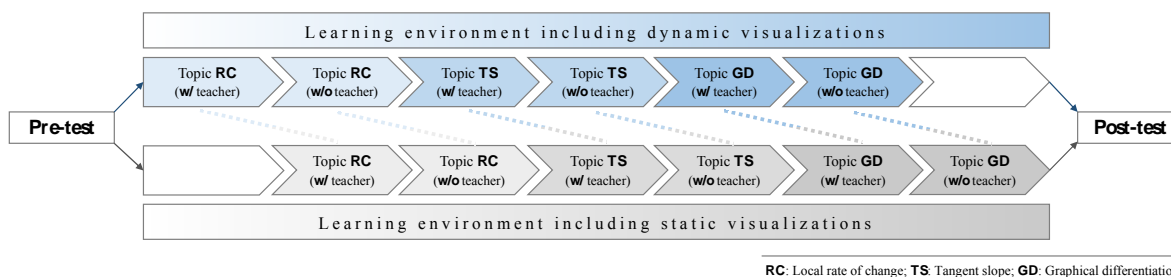 Learning environment including dynamic visualizations
Topic RC
(w/ teacher)
Topic RC
(w/o teacher)
Topic TS
(w/ teacher)
Topic TS
(w/o teacher)
Topic GD
(w/ teacher)
Topic GD
(w/o teacher)
Pre-test
Post-test
Topic RC
(w/ teacher)
Topic RC
(w/o teacher)
Topic TS
(w/ teacher)
Topic TS
(w/o teacher)
Topic GD
(w/ teacher)
Topic GD
(w/o teacher)
Learning environment including static visualizations
RC: Local rate of change; TS: Tangent slope; GD: Graphical differentiatio